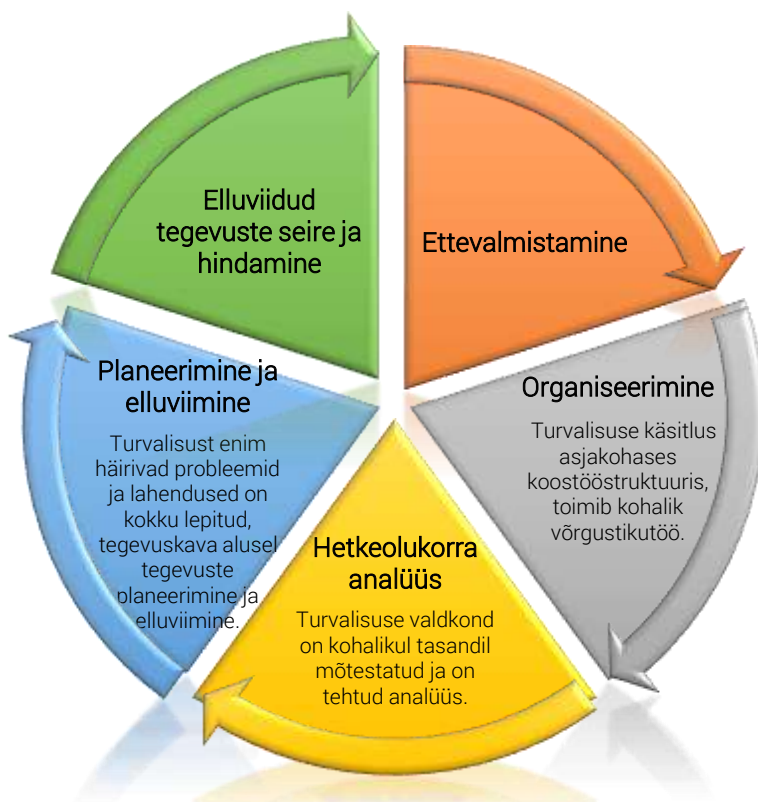 Ettevalmistamine
Organiseerimine
Turvalisuse käsitlus
asjakohases
koostööstruktuuris,
toimib kohalik
võrgustikutöö.
Hetkeolukorra
analüüs
Turvalisuse valdkond
on kohalikul tasandil
mõtestatud ja on
tehtud analüüs.
Planeerimine ja
elluviimine
Turvalisust enim
häirivad probleemid
ja lahendused on
kokku lepitud,
tegevuskava alusel
tegevuste
planeerimine ja
elluviimine.
Elluviidud
tegevuste seire ja
hindamine